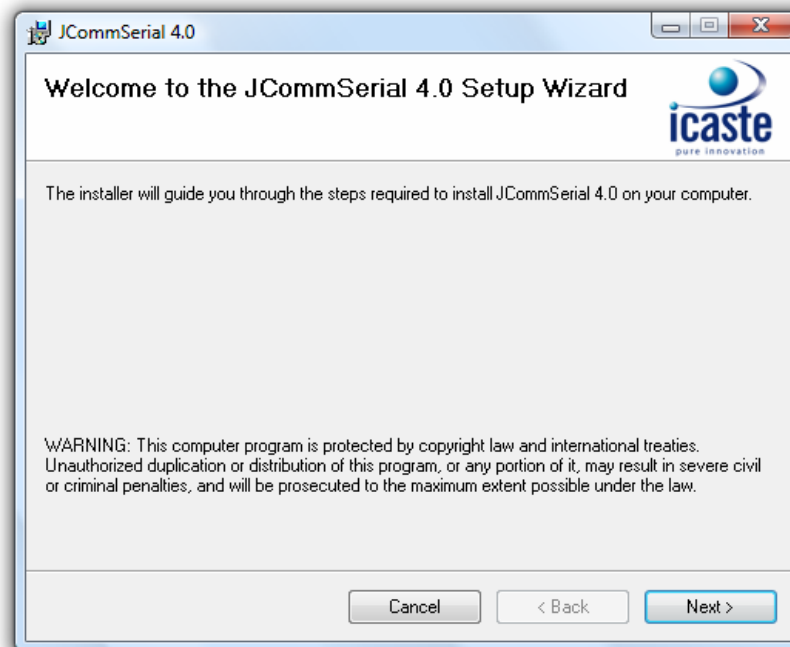 JCommSerial 4.0
Welcome to the JCommSerial 4.0 Setup Wizard
icaste
pure innovation
The installer will guide you through the steps required to install JCommSerial 4.0 on your computer.
WARNING: This computer program is protected by copyright law and international treaties.
Unauthorized duplication or distribution of this program, or any portion of it, may result in severe civil
or criminal penalties, and will be prosecuted to the maximum extent possible under the law.
Cancel
< Back
Next >